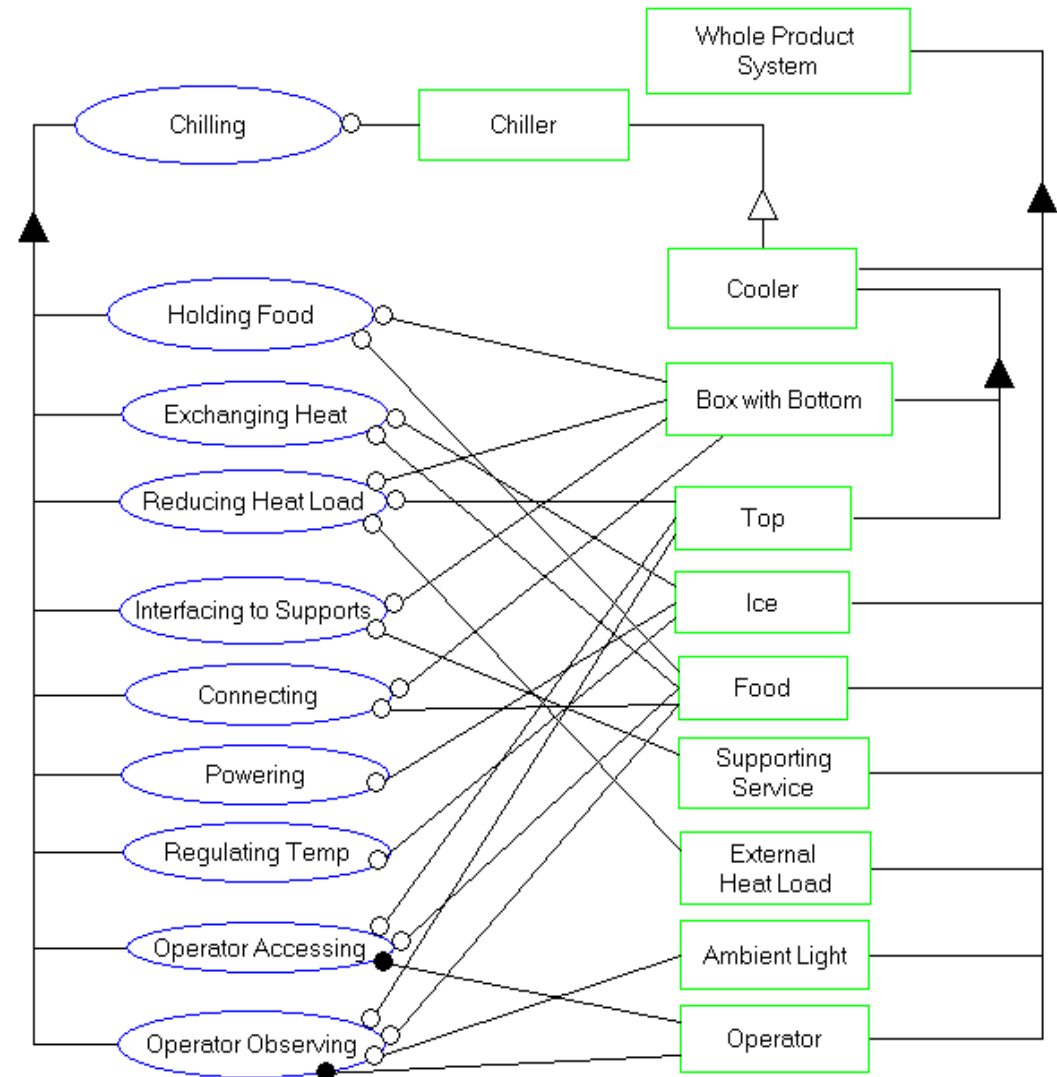 Whole Product
System
Chilling
Chiller
Cooler
Holding Food
Box with Bottom
Exchanging Heat
Reducing Heat Load
Top
Interfacing to Supports
Ice
Connecting
Food
Powering
Supporting
Service
Regulating Temp
External
Heat Load
Operator Accessing
Ambient Light
Operator Observing
Operator